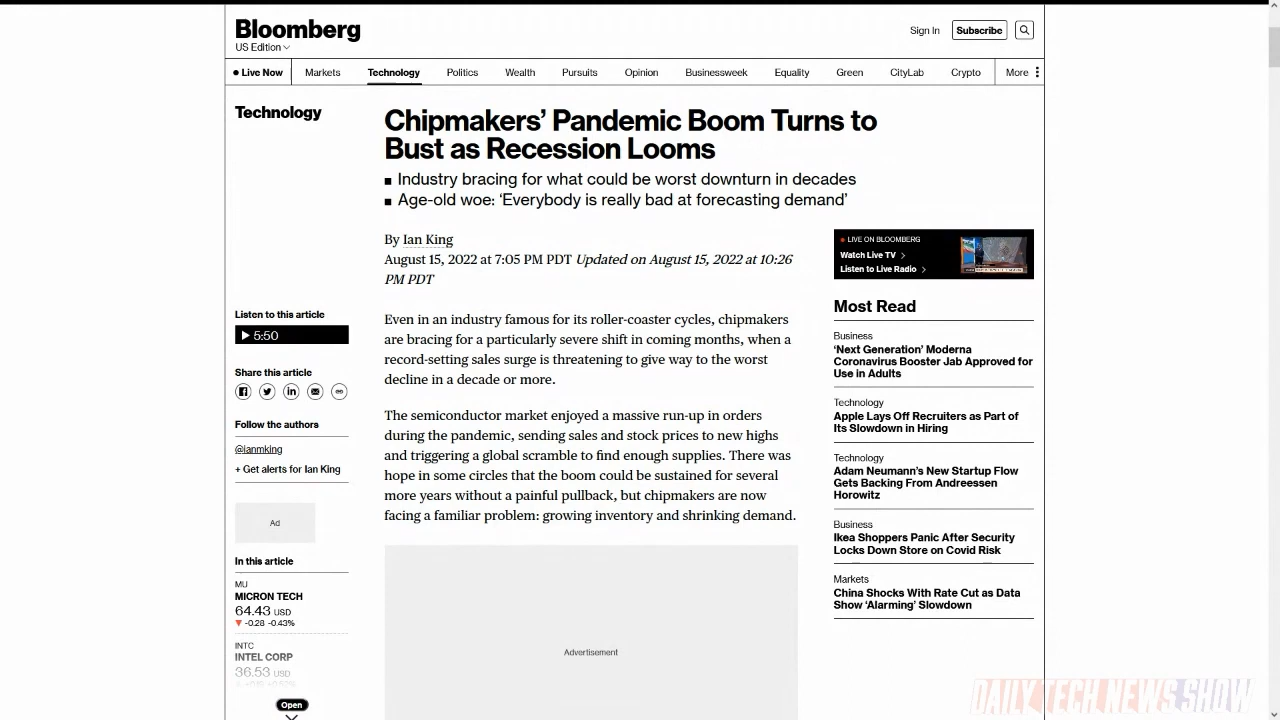 Bloomberg
US Edition
Sign In
Subscribe
Live Now
Markets
Technology
Politics
Wealth
Pursuits
Opinion
Businessweek
Equality
Green
CityLab
Crypto
More
Technology
Chipmakers’ Pandemic Boom Turns to
Bust as Recession Looms
Industry bracing for what could be worst downturn in decades
Age-old woe: ‘Everybody is really bad at forecasting demand’
By Ian King
August 15, 2022 at 7:05 PM PDT Updated on August 15, 2022 at 10:26
PM PDT
Listen to this article
5:50
Share this article
Follow the authors
@ianmking
+ Get alerts for Ian King
Ad
In this article
MU
MICRON TECH
64.43 USD
-0.28 -0.43%
INTC
INTEL CORP
36.53 USD
Open
Even in an industry famous for its roller-coaster cycles, chipmakers
are bracing for a particularly severe shift in coming months, when a
record-setting sales surge is threatening to give way to the worst
decline in a decade or more.
The semiconductor market enjoyed a massive run-up in orders
during the pandemic, sending sales and stock prices to new highs
and triggering a global scramble to find enough supplies. There was
hope in some circles that the boom could be sustained for several
more years without a painful pullback, but chipmakers are now
facing a familiar problem: growing inventory and shrinking demand.
Advertisement
LIVE ON BLOOMBERG
Watch Live TV
Listen to Live Radio
Most Read
Business
‘Next Generation’ Moderna
Coronavirus Booster Jab Approved for
Use in Adults
Technology
Apple Lays Off Recruiters as Part of
Its Slowdown in Hiring
Technology
Adam Neumann’s New Startup Flow
Gets Backing From Andreessen
Horowitz
Business
Ikea Shoppers Panic After Security
Locks Down Store on Covid Risk
Markets
China Shocks With Rate Cut as Data
Show ‘Alarming’ Slowdown
DAILY TECH NEWS SHOW